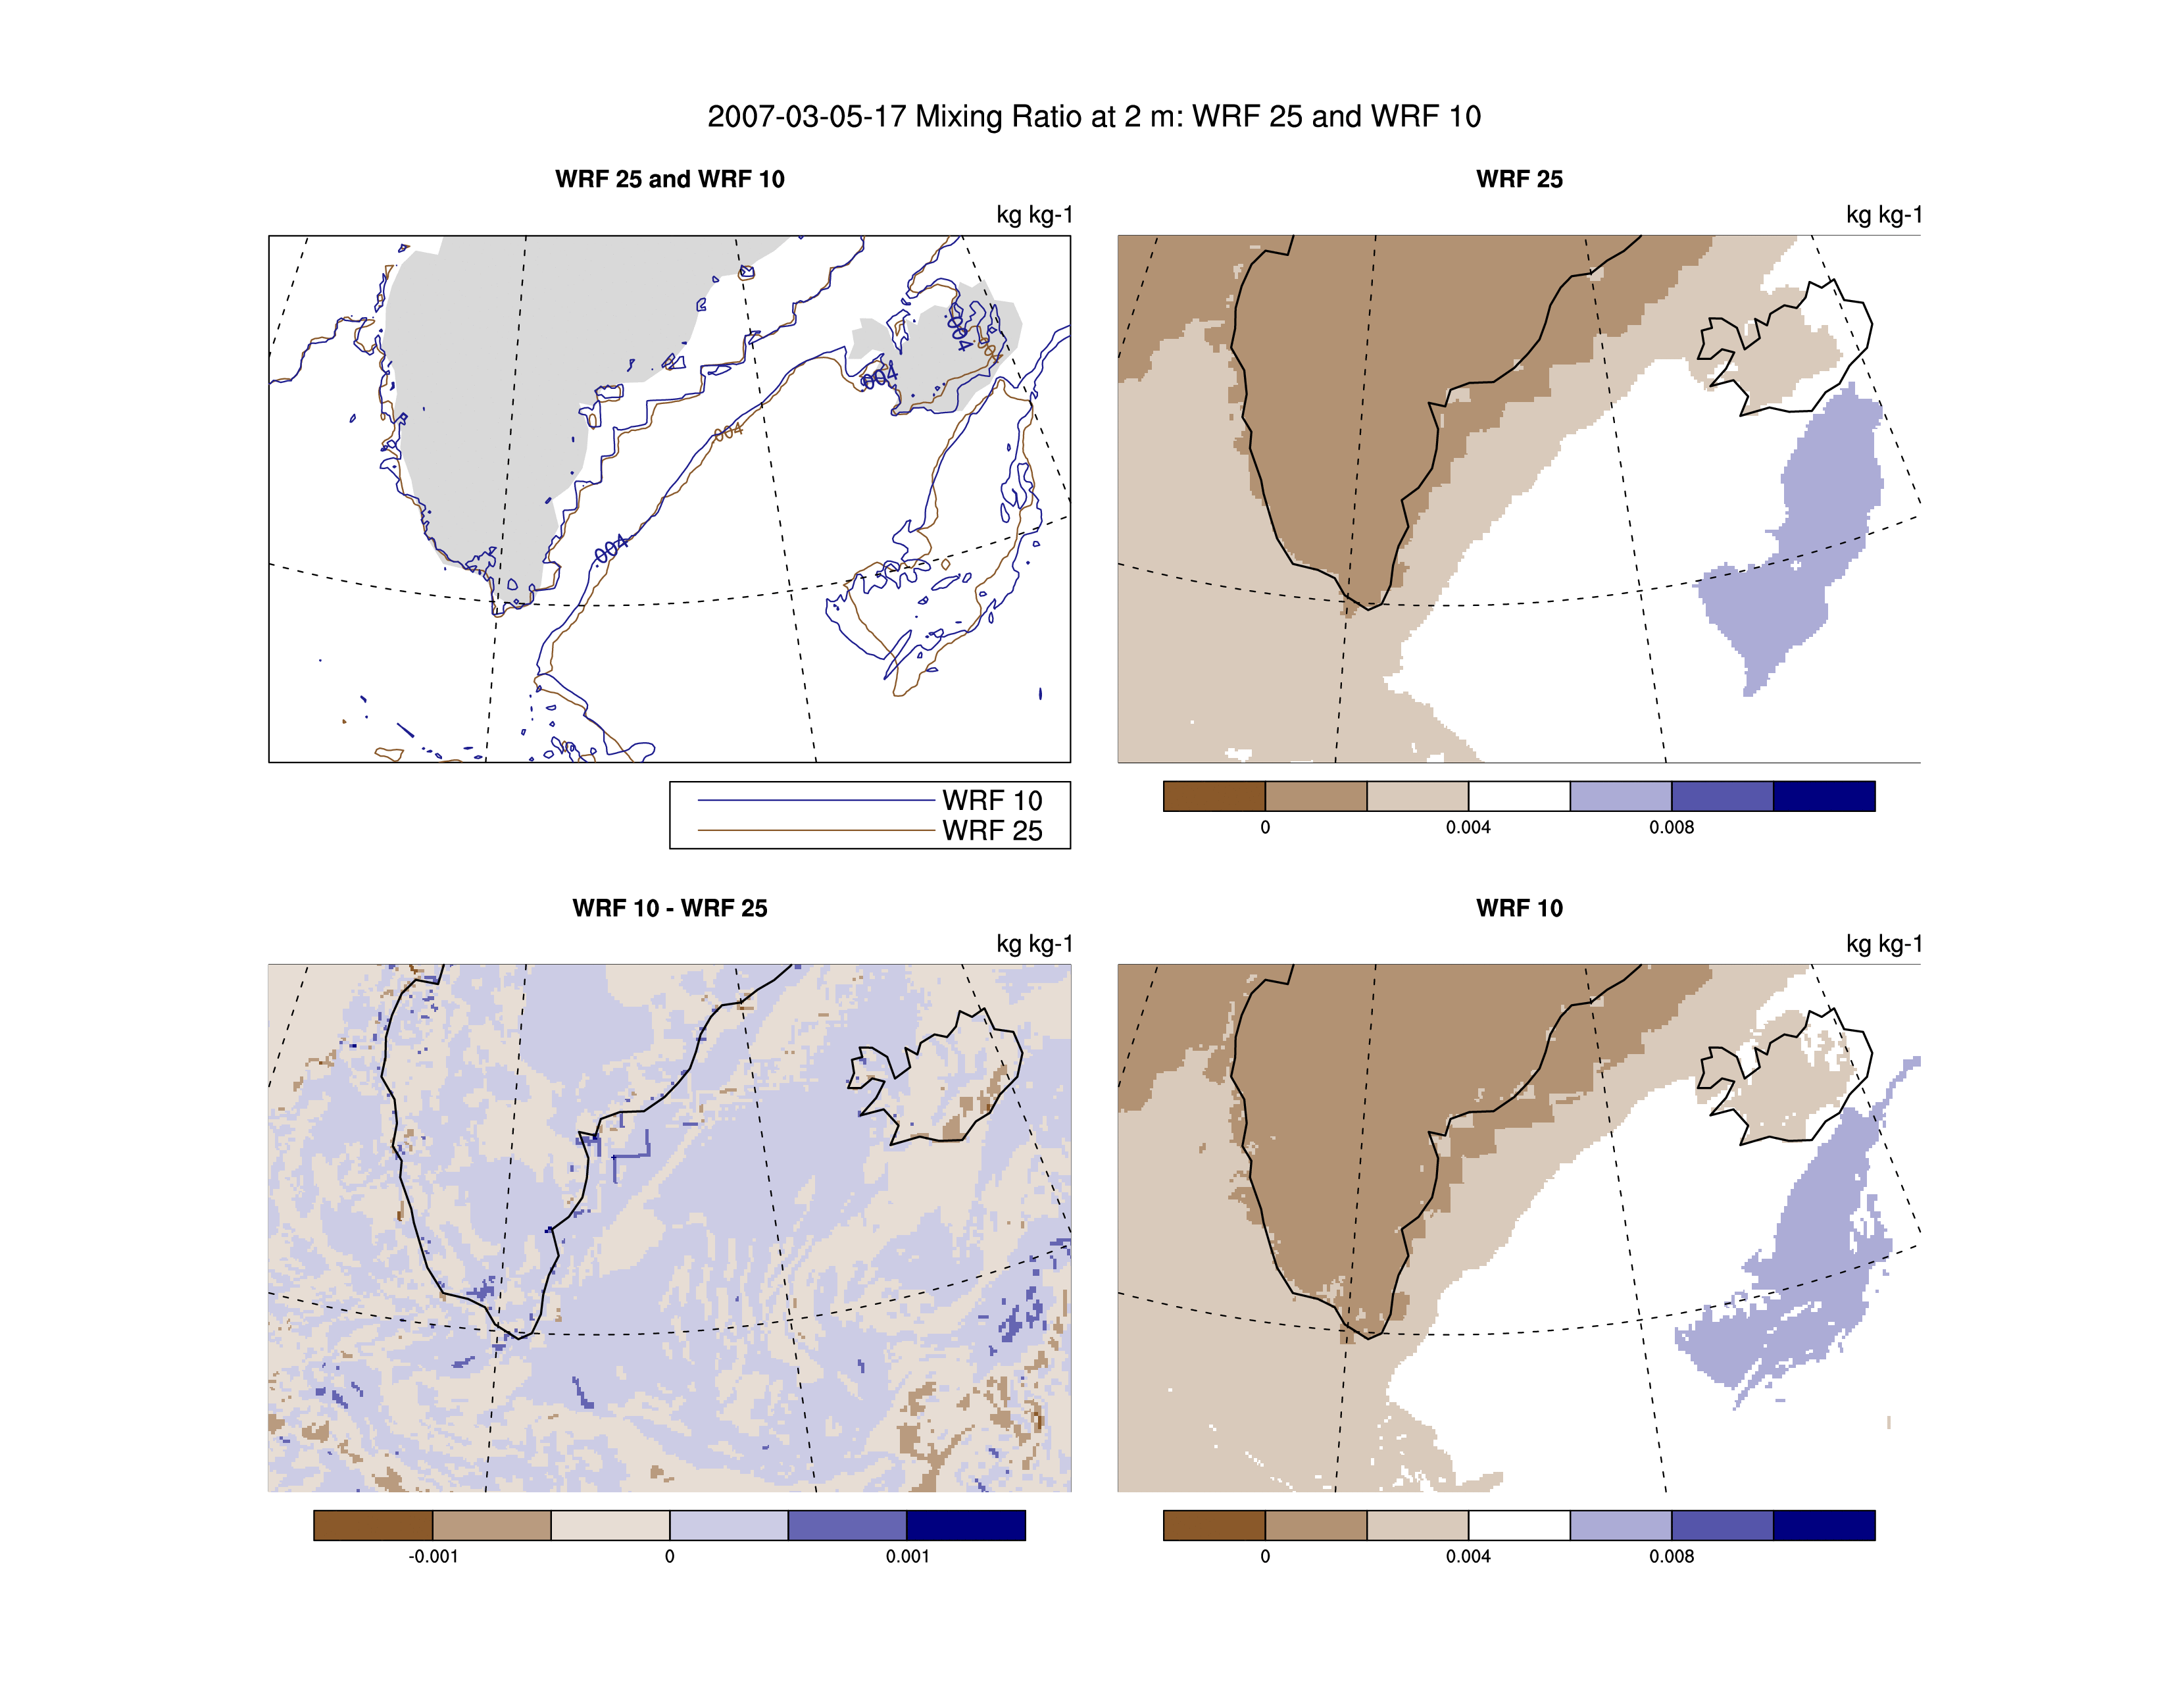 2007-03-05-17 Mixing Ratio at 2 m: WRF 25 and WRF 10
WRF 25 and WRF 10
kg kg-1
.004
.004
.004
WRF 10
WRF 25
WRF 25
kg kg-1
0 0.004 0.008
WRF 10 - WRF 25
kg kg-1
-0.001 0 0.001
WRF 10
kg kg-1
0 0.004 0.008